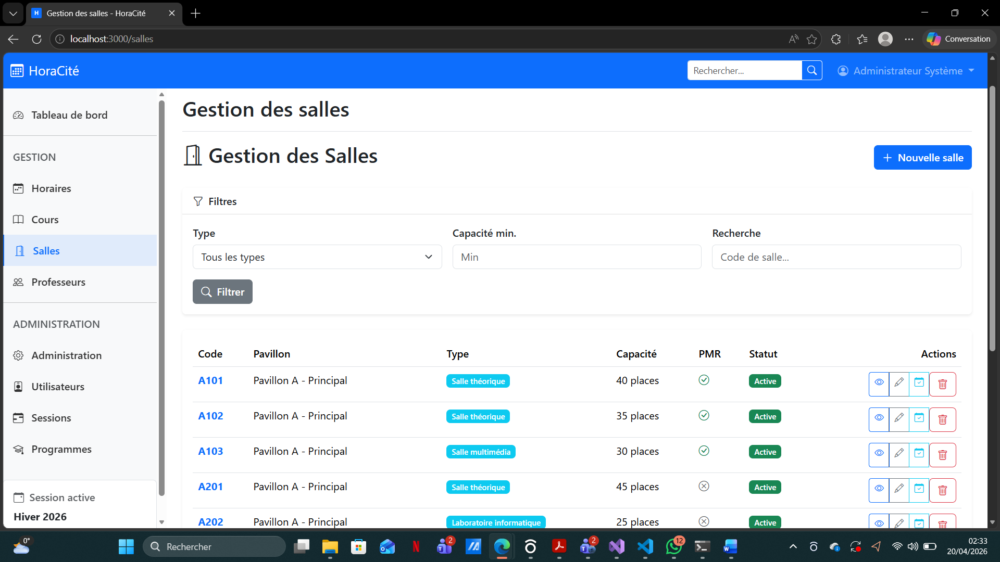 Gestion des salles - HoraCité
localhost:3000/salles
Conversation
HoraCité
Rechercher...
Administrateur Système
Tableau de bord
GESTION
Horaires
Cours
Salles
Professeurs
ADMINISTRATION
Administration
Utilisateurs
Sessions
Programmes
Session active
Hiver 2026
Gestion des salles
Gestion des Salles
+ Nouvelle salle
Filtres
Type
Capacité min.
Recherche
Tous les types
Min
Code de salle...
Filtrer
Code Pavillon Type Capacité PMR Statut Actions
A101 Pavillon A - Principal Salle théorique 40 places Active
A102 Pavillon A - Principal Salle théorique 35 places Active
A103 Pavillon A - Principal Salle multimédia 30 places Active
A201 Pavillon A - Principal Salle théorique 45 places Active
A202 Pavillon A - Principal Laboratoire informatique 25 places Active
0°
Rechercher
2
2
12
02:33
20/04/2026